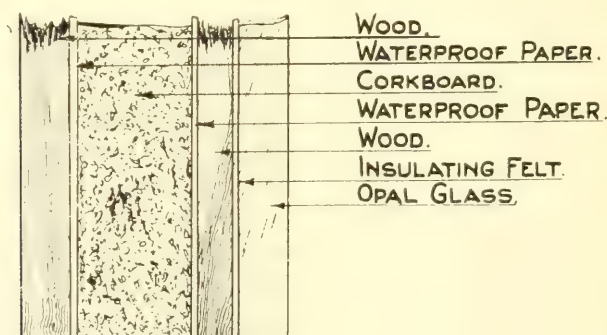 WOOD.
WATERPROOF PAPER.
CORKBOARD.
WATERPROOF PAPER.
WOOD.
INSULATING FELT.
OPAL GLASS.